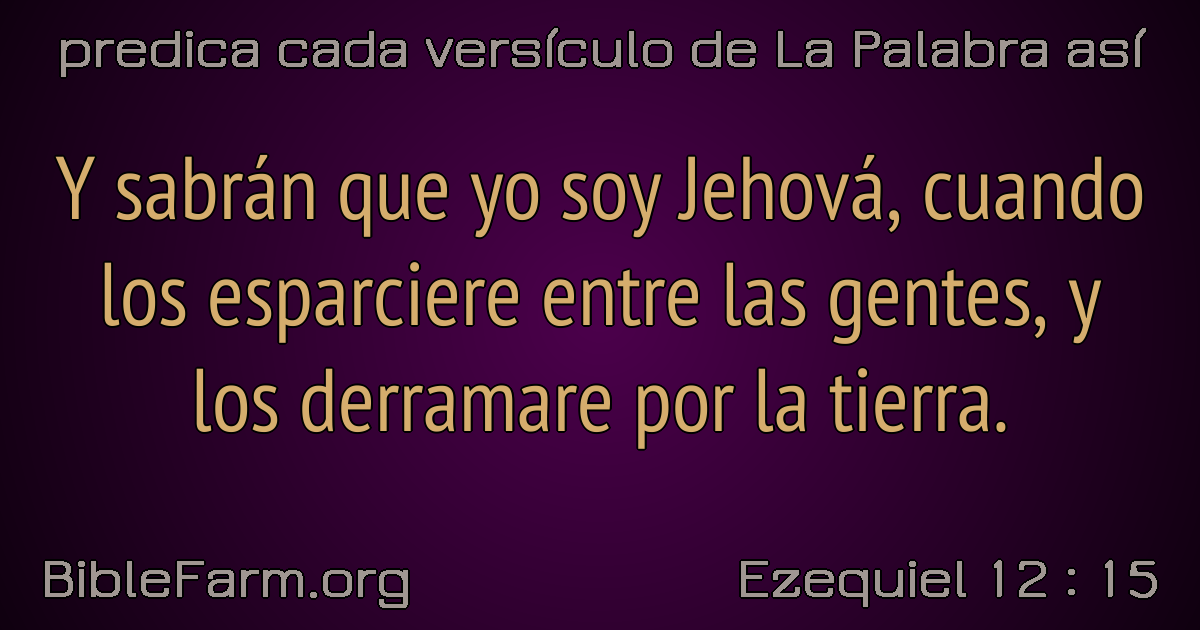 predica cada versículo de La Palabra así
Y sabrán que yo soy Jehová, cuando
los esparciere entre las gentes, y
los derramare por la tierra.
BibleFarm.org
Ezequiel 12 : 15